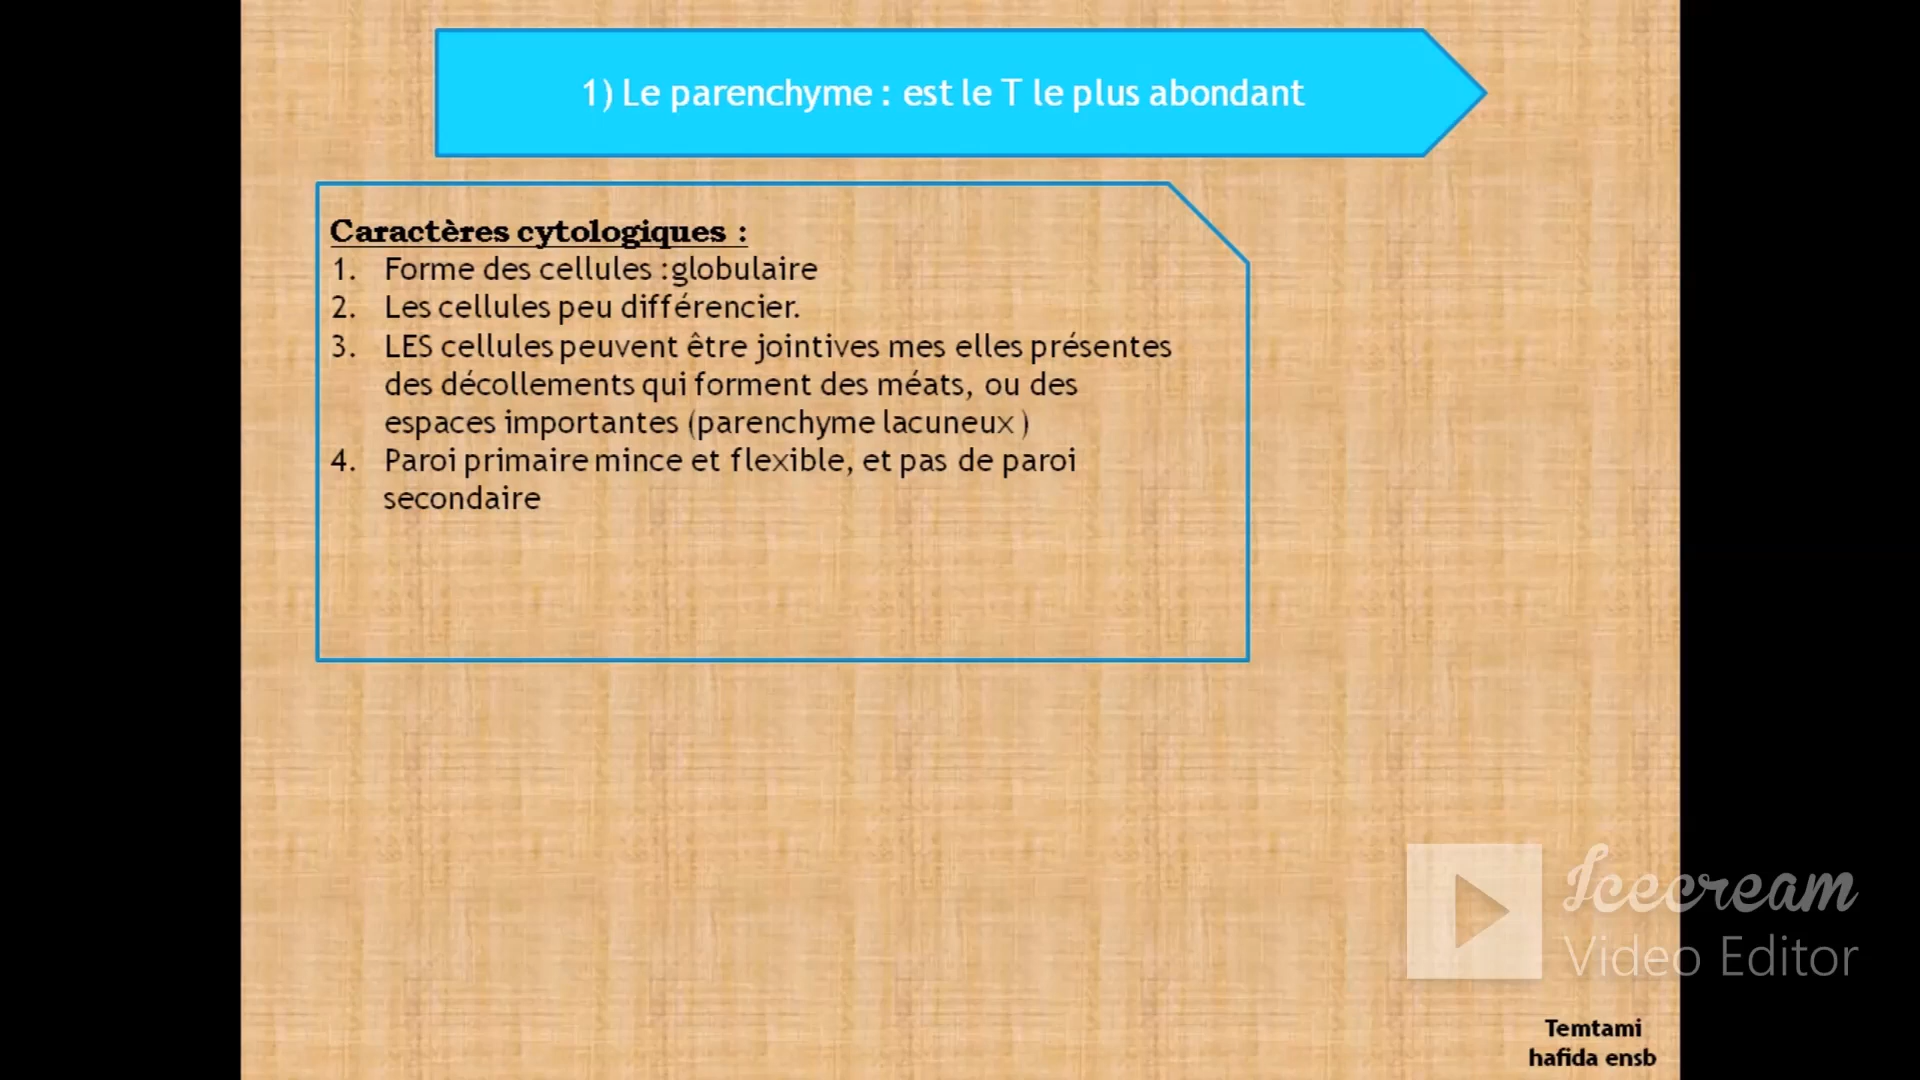 1) Le parenchyme : est le T le plus abondant
Caractères cytologiques :
1. Forme des cellules :globulaire
2. Les cellules peu différencier.
3. LES cellules peuvent être jointives mes elles présentes
des décollements qui forment des méats, ou des
espaces importantes (parenchyme lacuneux )
4. Paroi primaire mince et flexible, et pas de paroi
secondaire
Icecream
Video Editor
Temtami
hafida ensb